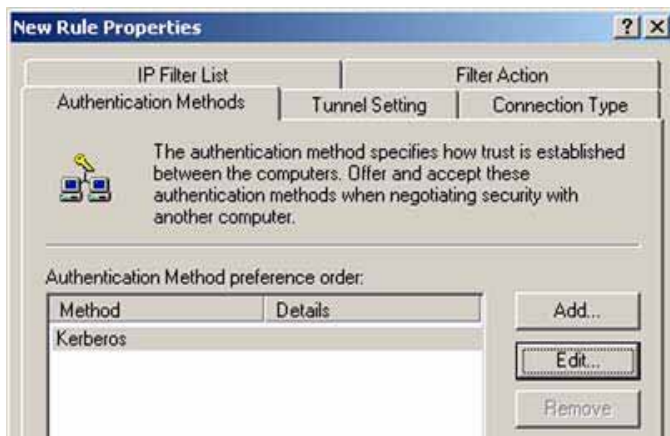 New Rule Properties
IP Filter List
Filter Action
Authentication Methods
Tunnel Setting
Connection Type
The authentication method specifies how trust is established
between the computers. Offer and accept these
authentication methods when negotiating security with
another computer.
Authentication Method preference order:
Method
Details
Add...
Kerberos
Edit...
Remove